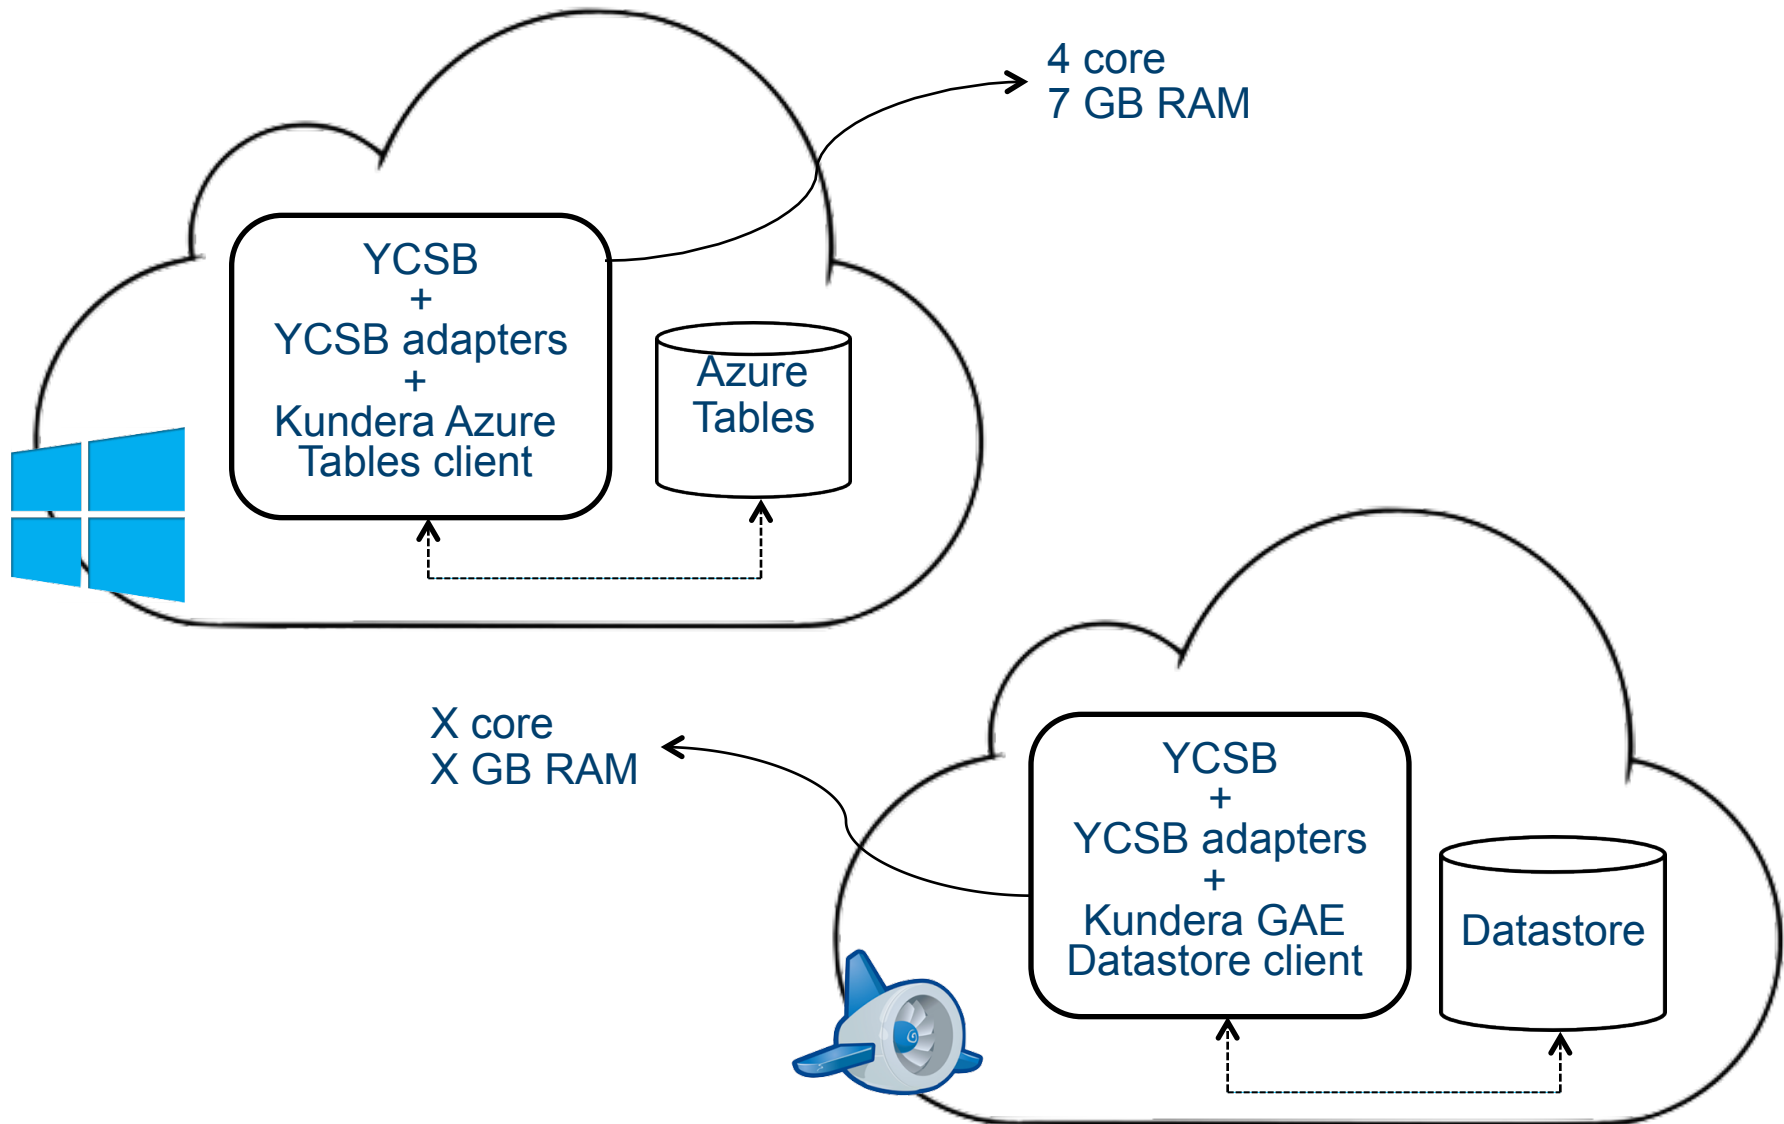 4 core
7 GB RAM
YCSB
+
YCSB adapters
+
Kundera Azure
Tables client
Azure
Tables
X core
X GB RAM
YCSB
+
YCSB adapters
+
Kundera GAE
Datastore client
Datastore